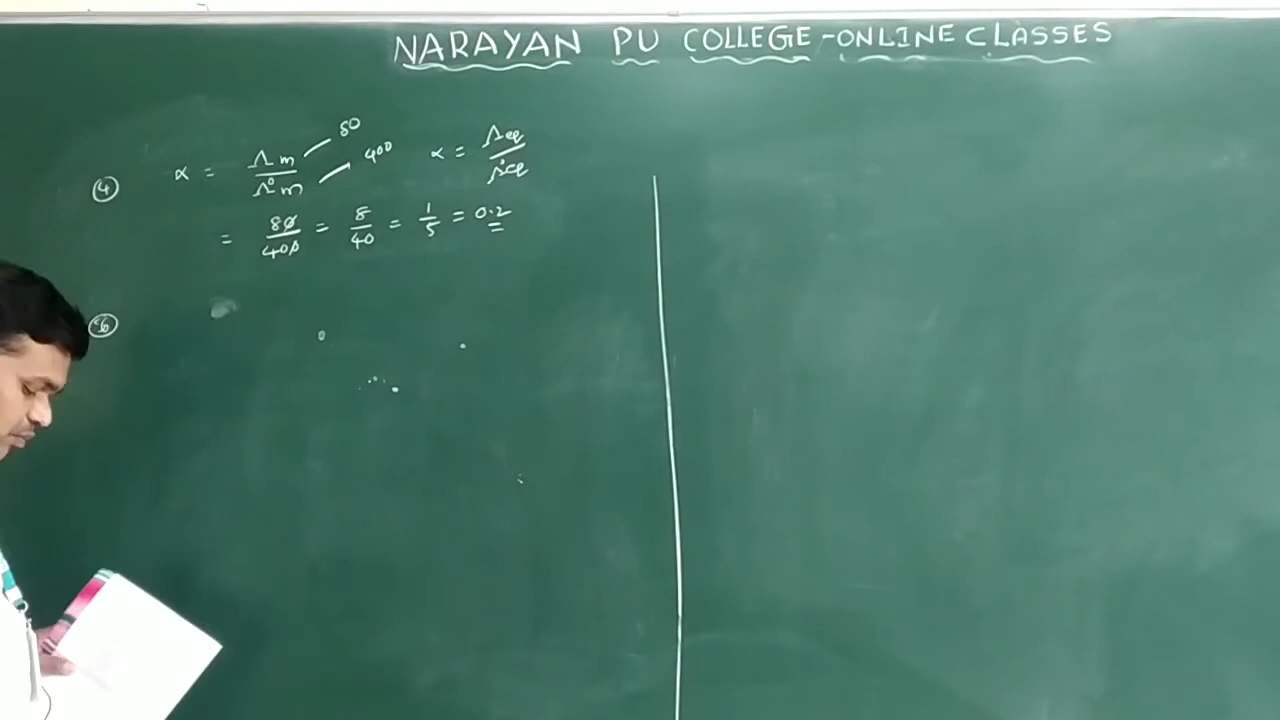 NARAYAN PU COLLEGE - ONLINE CLASSES
④ α = Λm / Λ°m 80 400 α = Λeq / Λ°eq
= 80/400 = 8/40 = 1/5 = 0.2
⑥